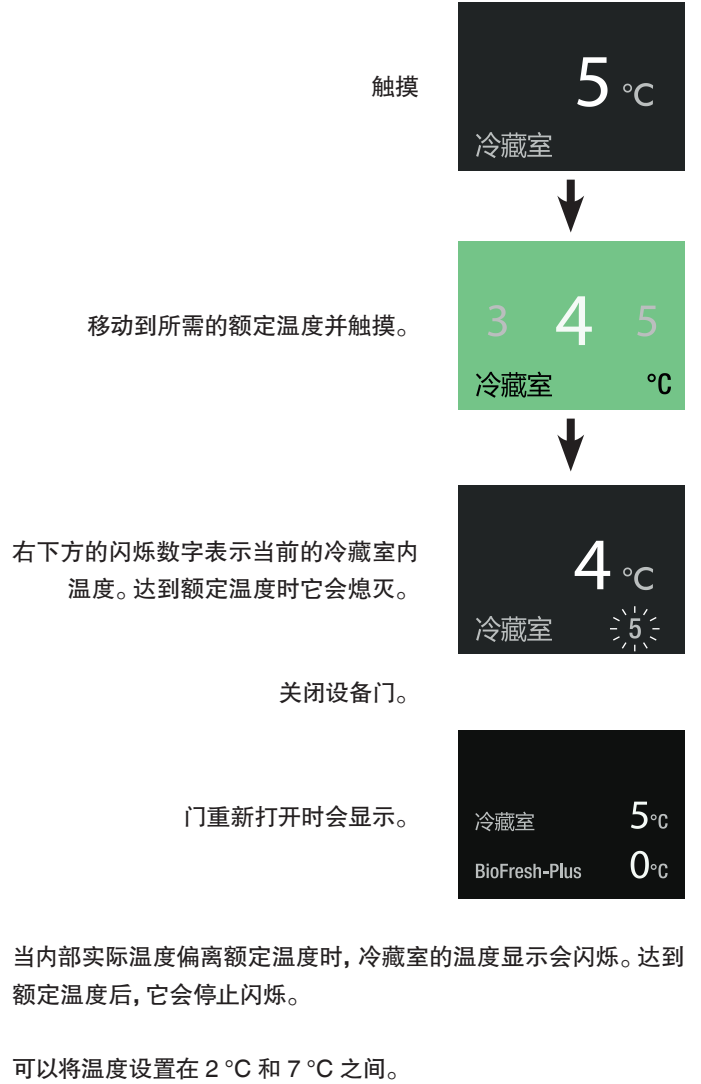 触摸
5 °C
冷藏室
移动到所需的额定温度并触摸。
3 4 5
冷藏室 °C
右下方的闪烁数字表示当前的冷藏室内
温度。达到额定温度时它会熄灭。
4 °C
冷藏室 5
关闭设备门。
门重新打开时会显示。
冷藏室 5°C
BioFresh-Plus 0°C
当内部实际温度偏离额定温度时，冷藏室的温度显示会闪烁。达到
额定温度后，它会停止闪烁。
可以将温度设置在 2 °C 和 7 °C 之间。